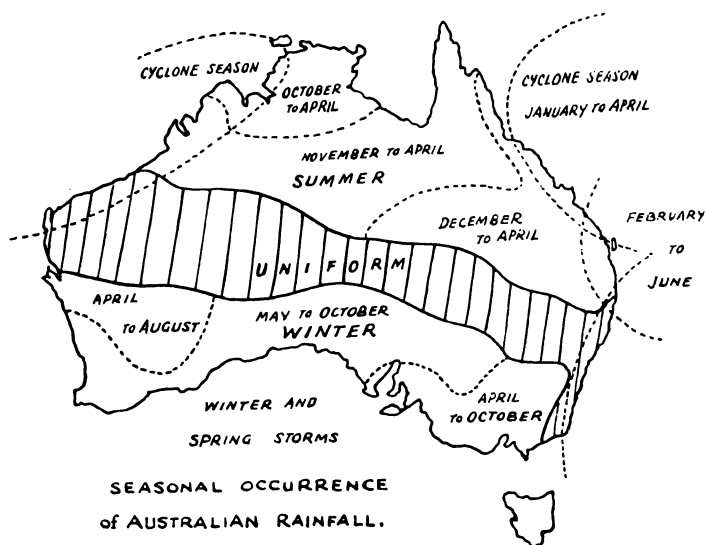 CYCLONE SEASON
OCTOBER
TO APRIL
CYCLONE SEASON
JANUARY TO APRIL
NOVEMBER TO APRIL
SUMMER
DECEMBER
TO APRIL
FEBRUARY
TO
JUNE
UNIFORM
APRIL
TO AUGUST
MAY TO OCTOBER
WINTER
APRIL
TO OCTOBER
WINTER AND
SPRING STORMS
SEASONAL OCCURRENCE
of AUSTRALIAN RAINFALL.